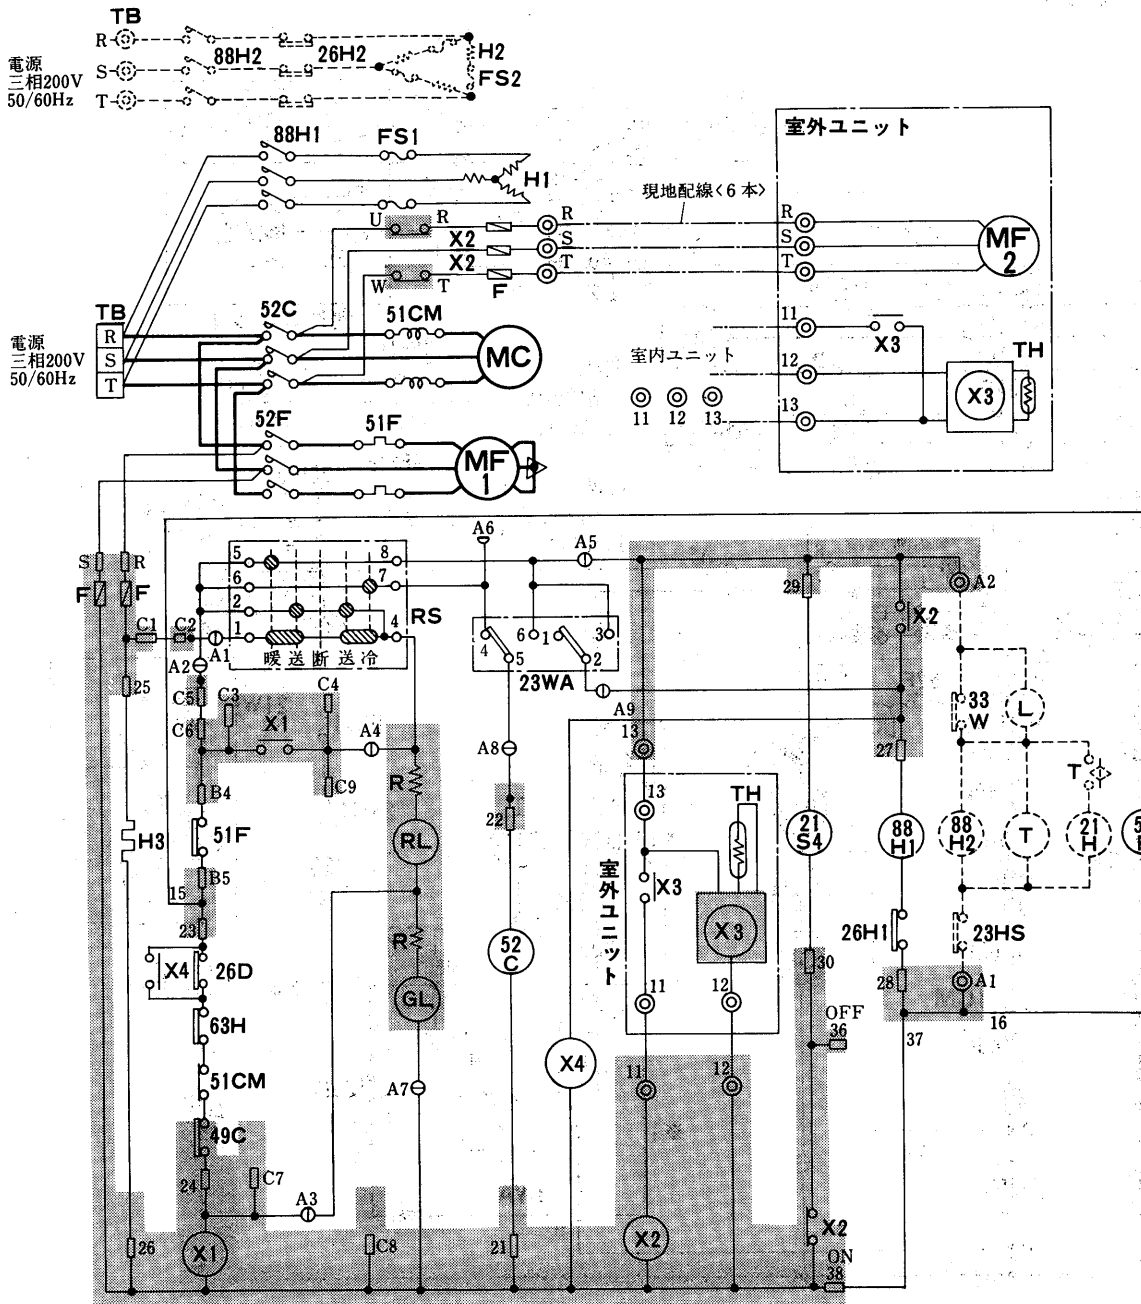 TB
R
S
T
電源
三相200V
50/60Hz
88H2
26H2
H2
FS2
88H1
FS1
H1
室外ユニット
現地配線<6本>
U
R
X2
X2
W
T
F
R
S
T
R
S
T
MF
2
TB
R
S
T
電源
三相200V
50/60Hz
52C
51CM
MC
11
X3
TH
室内ユニット
12
X3
11
12
13
13
52F
51F
MF
1
S
R
F
F
C1
C2
A1
A2
5
6
2
1
8
7
4
RS
暖送断送冷
A6
A5
4
5
6
1
3
2
23WA
A9
29
X2
A2
25
C5
C6
C3
C4
X1
A4
C9
B4
A8
22
13
27
33
W
L
T
H3
51F
B5
15
23
X4
26D
63H
51CM
49C
24
C7
A3
26
X1
C8
R
RL
R
GL
A7
52
C
21
X4
室外ユニット
13
TH
X3
X3
11
12
11
12
X2
21
S4
30
OFF
36
X2
ON
38
88
H1
26H1
28
37
88
H2
T
21
H
23HS
A1
16